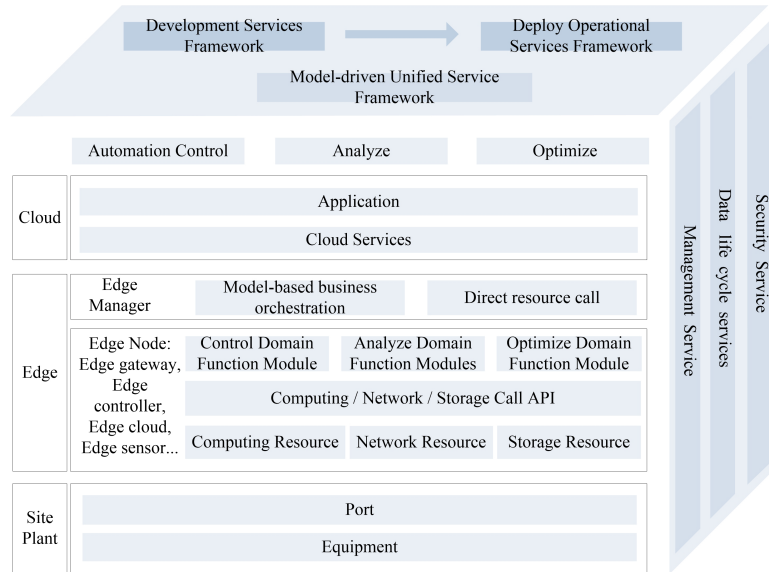 Development Services
Framework
Deploy Operational
Services Framework
Model-driven Unified Service
Framework
Automation Control
Analyze
Optimize
Cloud
Application
Cloud Services
Edge
Edge
Manager
Model-based business
orchestration
Direct resource call
Edge Node:
Edge gateway,
Edge
controller,
Edge cloud,
Edge sensor...
Control Domain
Function Module
Analyze Domain
Function Modules
Optimize Domain
Function Module
Computing / Network / Storage Call API
Computing Resource
Network Resource
Storage Resource
Site
Plant
Port
Equipment
Management Service
Data life cycle services
Security Service